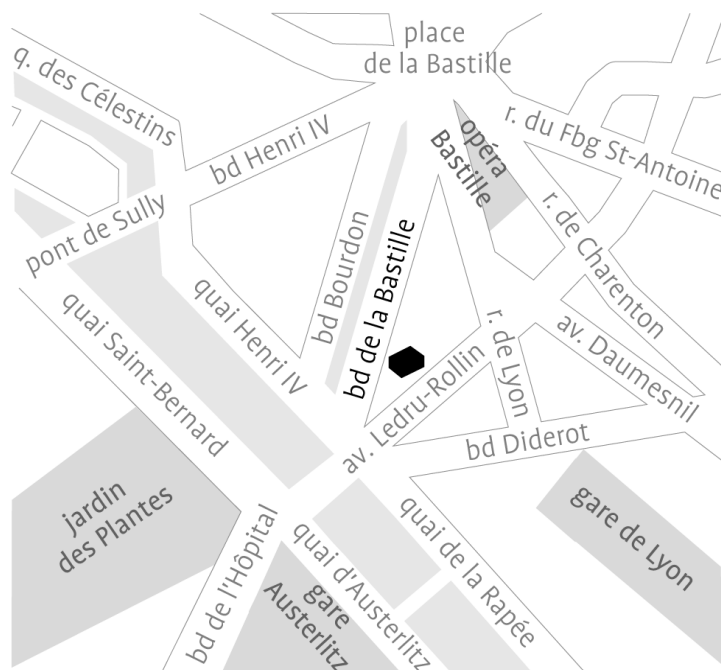 place
de la Bastille
q. des Célestins
bd Henri IV
opéra
Bastille
r. du Fbg St-Antoine
pont de Sully
bd Bourdon
bd de la Bastille
r. de Charenton
quai Henri IV
quai Saint-Bernard
r. de Lyon
av. Daumesnil
av. Ledru-Rollin
bd Diderot
jardin
des Plantes
gare de Lyon
quai de la Rapée
bd de l'Hôpital
quai d'Austerlitz
gare
Austerlitz